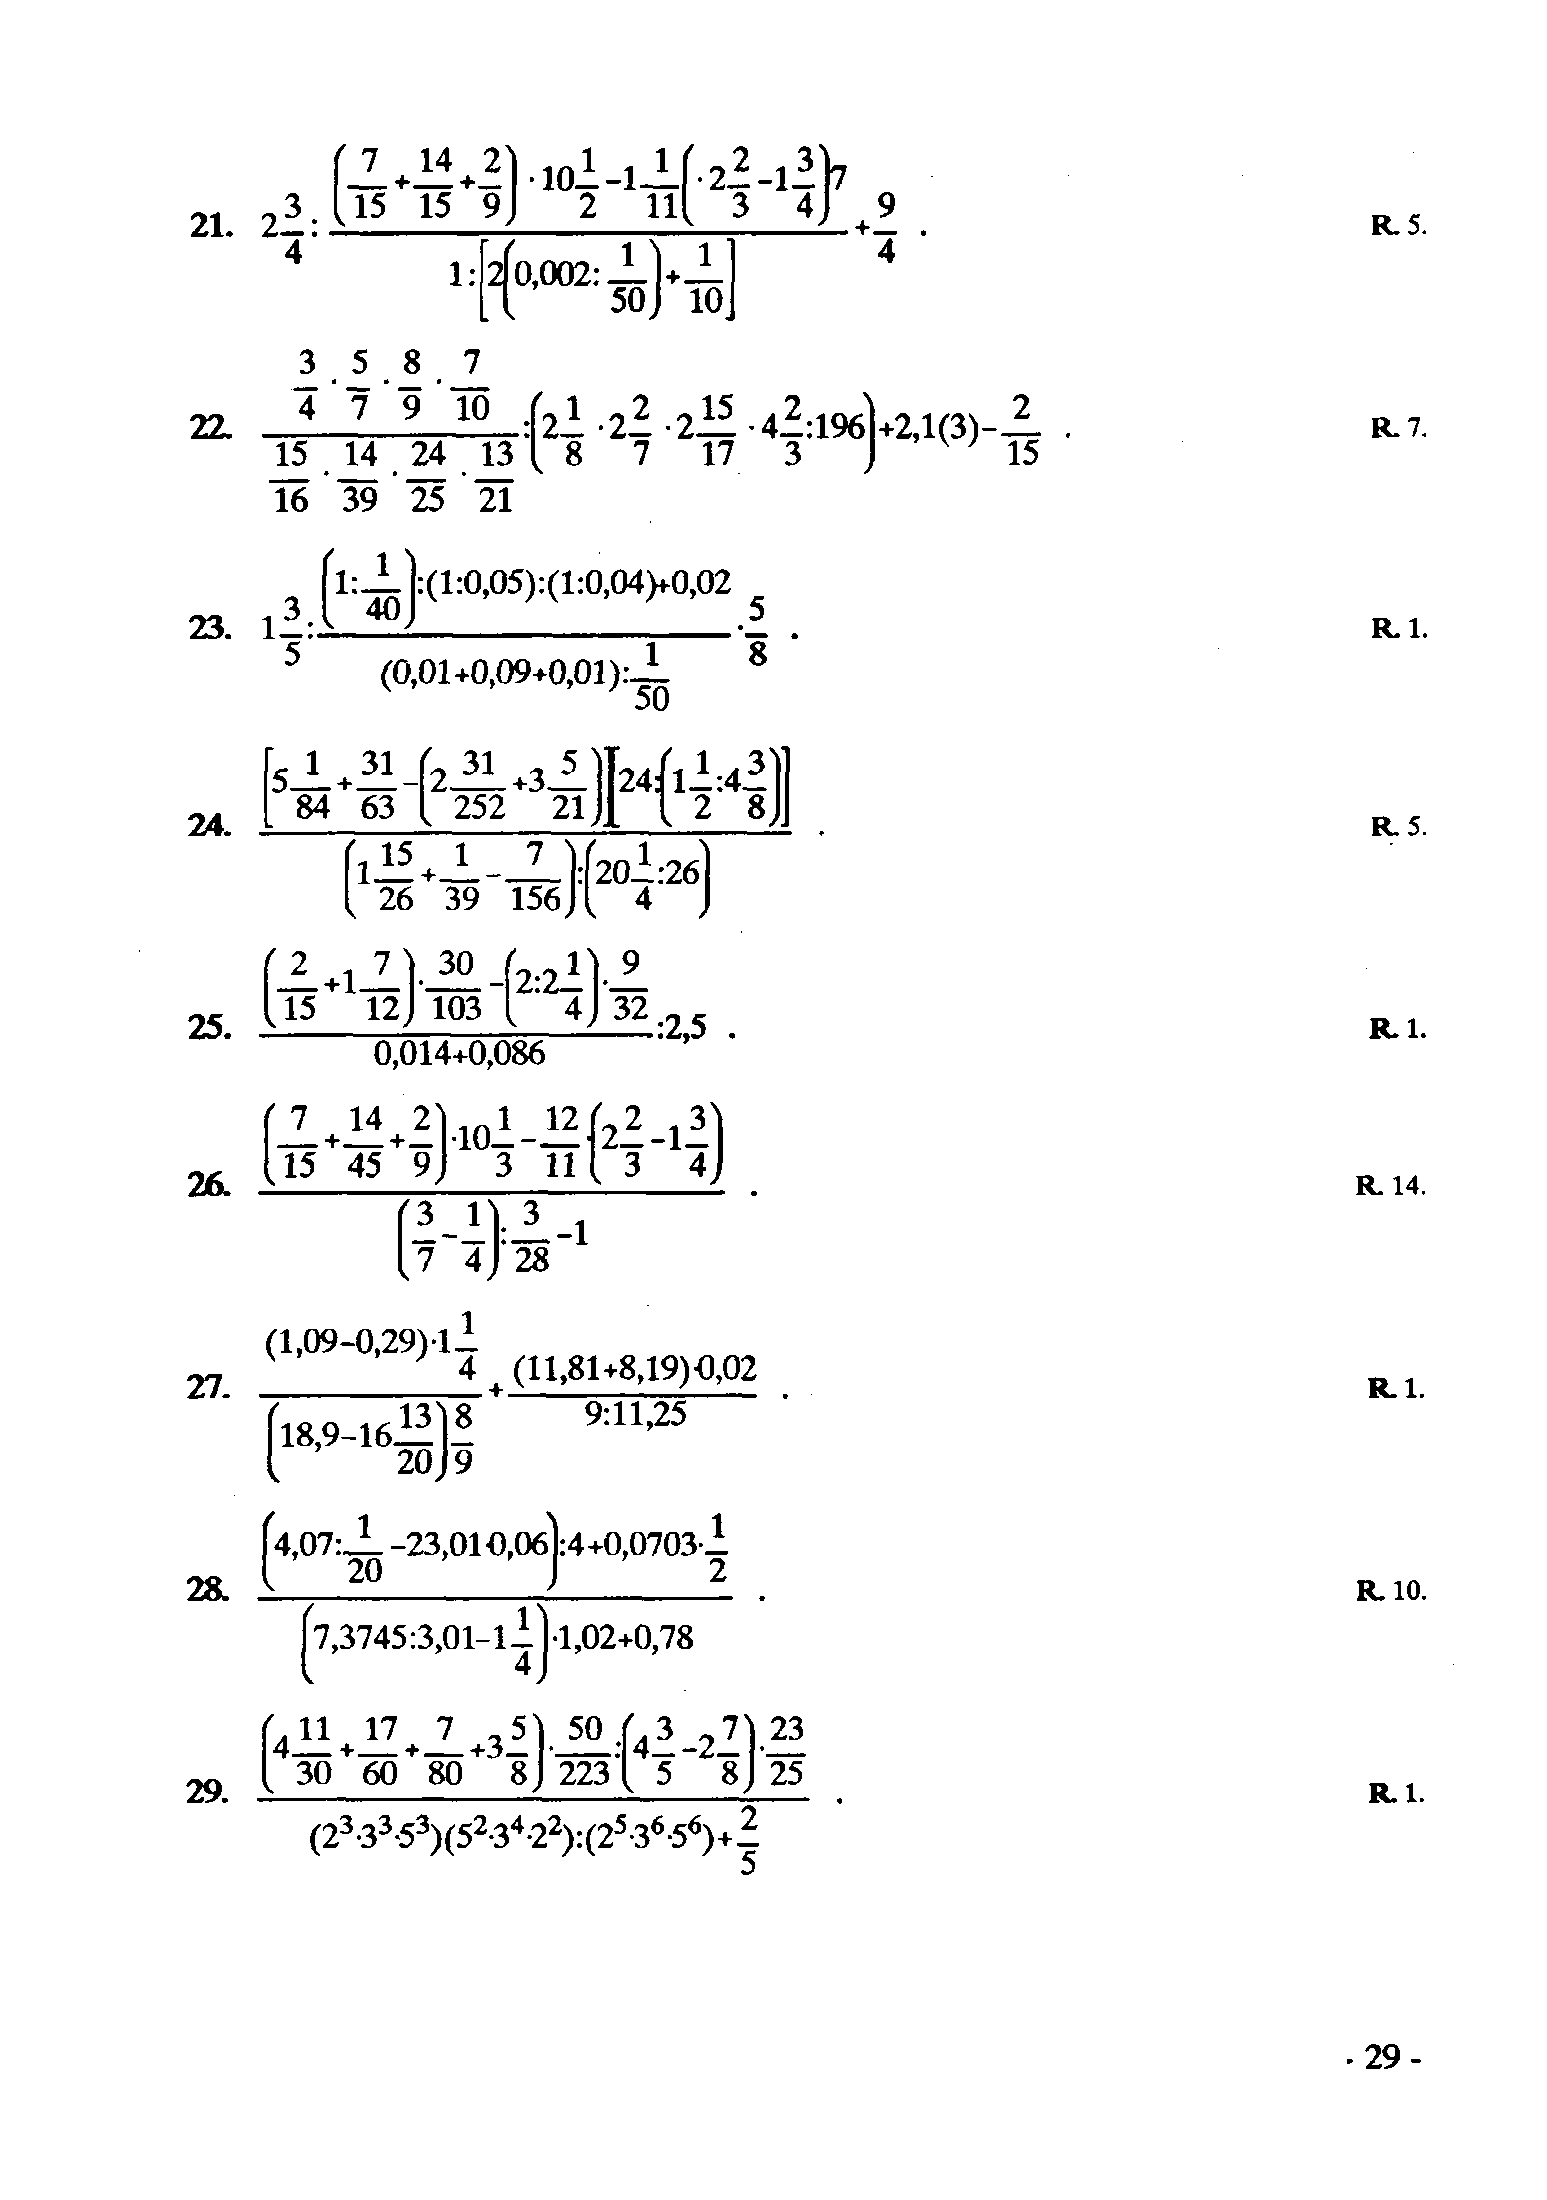 21. 2 3/4 : ((7/15 + 14/15 + 2/9) · 10 1/2 - 1 1/11 (· 2 2/3 - 1 3/4) 7) / (1 : [2(0,002 : 1/50) + 1/10]) + 9/4 . R. 5.
22. (3/4 · 5/7 · 8/9 · 7/10) / (15/16 · 14/39 · 24/25 · 13/21) : (2 1/8 · 2 2/7 · 2 15/17 · 4 2/3 : 196) + 2,1(3) - 2/15 . R. 7.
23. 1 3/5 : ((1 : 1/40) : (1:0,05) : (1:0,04) + 0,02) / ((0,01+0,09+0,01) : 1/50) · 5/8 . R. 1.
24. [5 1/84 + 31/63 - (2 31/252 + 3 5/21)][24 : (1 1/2 : 4 3/8)] / ((1 15/26 + 1/39 - 7/156) : (20 1/4 : 26)) . R. 5.
25. ((2/15 + 1 7/12) · 30/103 - (2 : 2 1/4) · 9/32) / (0,014+0,086) : 2,5 . R. 1.
26. ((7/15 + 14/45 + 2/9) · 10 1/3 - 12/11 · (2 2/3 - 1 3/4)) / ((3/7 - 1/4) : 3/28 - 1) . R. 14.
27. ((1,09-0,29) · 1 1/4) / ((18,9 - 16 13/20) 8/9) + ((11,81+8,19)·0,02) / (9:11,25) . R. 1.
28. ((4,07 : 1/20 - 23,01·0,06) : 4 + 0,0703 · 1/2) / ((7,3745:3,01 - 1 1/4) · 1,02 + 0,78) . R. 10.
29. ((4 11/30 + 17/60 + 7/80 + 3 5/8) · 50/223 : (4 3/5 - 2 7/8) · 23/25) / ((2³·3³·5³)(5²·3⁴·2²):(2⁵·3⁶·5⁶) + 2/5) . R. 1.
· 29 -